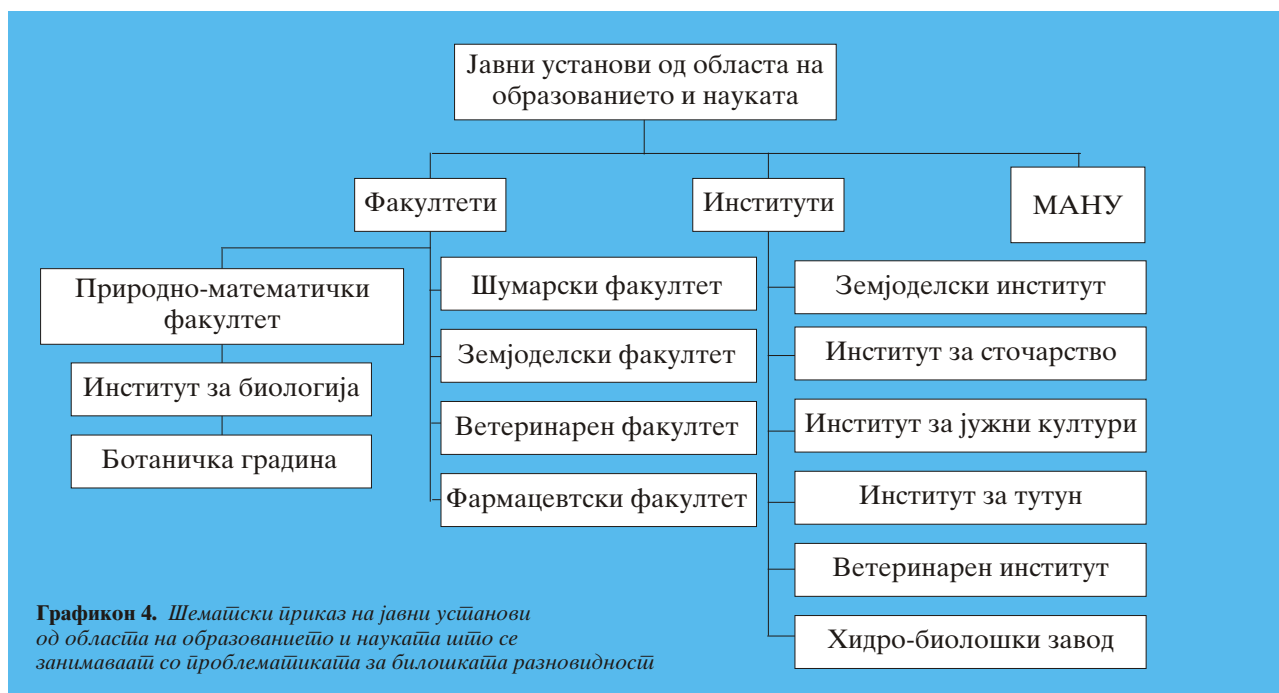 Јавни установи од областа на
образованието и науката
Факултети
Институти
МАНУ
Природно-математички
факултет
Институт за биологија
Ботаничка градина
Шумарски факултет
Земјоделски факултет
Ветеринарен факултет
Фармацевтски факултет
Земјоделски институт
Институт за сточарство
Институт за јужни култури
Институт за тутун
Ветеринарен институт
Хидро-биолошки завод
Графикон 4. Шематски приказ на јавни установи
од областа на образованието и науката што се
занимаваат со проблематиката за билошката разновидност